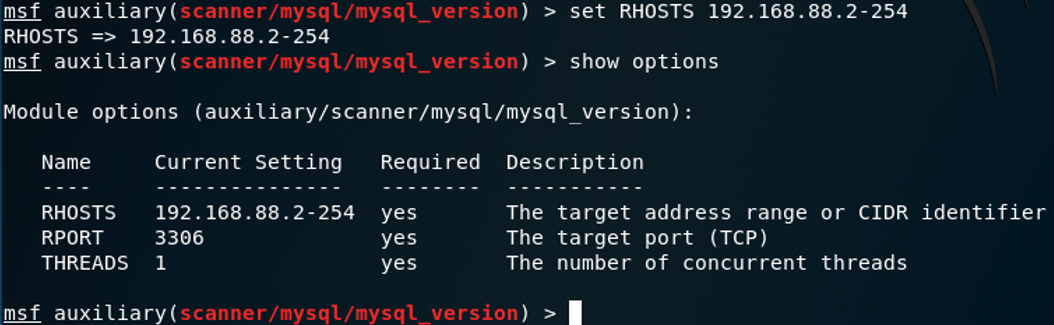 msf auxiliary(scanner/mysql/mysql_version) > set RHOSTS 192.168.88.2-254
RHOSTS => 192.168.88.2-254
msf auxiliary(scanner/mysql/mysql_version) > show options
Module options (auxiliary/scanner/mysql/mysql_version):
Name Current Setting Required Description
---- --------------- -------- -----------
RHOSTS 192.168.88.2-254 yes The target address range or CIDR identifier
RPORT 3306 yes The target port (TCP)
THREADS 1 yes The number of concurrent threads
msf auxiliary(scanner/mysql/mysql_version) >